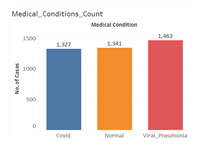 Medical_Conditions_Count
Medical Condition
1500
1000
500
0
No. of Cases
1,327
1,341
1,463
Covid
Normal
Viral_Pneumonia